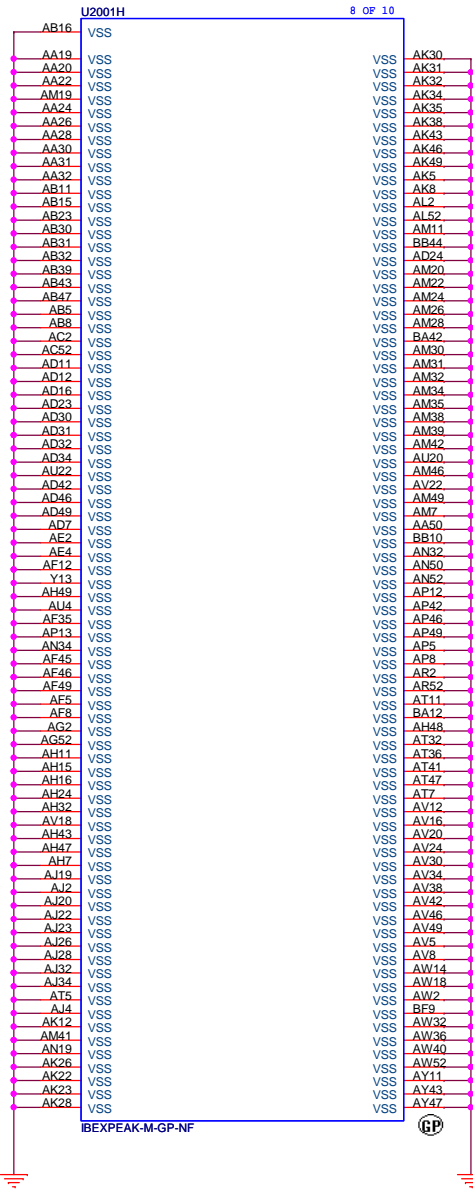 U2001H 8 OF 10
AB16 VSS
AA19 VSS VSS AK30
AA20 VSS VSS AK31
AA22 VSS VSS AK32
AM19 VSS VSS AK34
AA24 VSS VSS AK35
AA26 VSS VSS AK38
AA28 VSS VSS AK43
AA30 VSS VSS AK46
AA31 VSS VSS AK49
AA32 VSS VSS AK5
AB11 VSS VSS AK8
AB15 VSS VSS AL2
AB23 VSS VSS AL52
AB30 VSS VSS AM11
AB31 VSS VSS BB44
AB32 VSS VSS AD24
AB39 VSS VSS AM20
AB43 VSS VSS AM22
AB47 VSS VSS AM24
AB5 VSS VSS AM26
AB8 VSS VSS AM28
AC2 VSS VSS BA42
AC52 VSS VSS AM30
AD11 VSS VSS AM31
AD12 VSS VSS AM32
AD16 VSS VSS AM34
AD23 VSS VSS AM35
AD30 VSS VSS AM38
AD31 VSS VSS AM39
AD32 VSS VSS AM42
AD34 VSS VSS AU20
AU22 VSS VSS AM46
AD42 VSS VSS AV22
AD46 VSS VSS AM49
AD49 VSS VSS AM7
AD7 VSS VSS AA50
AE2 VSS VSS BB10
AE4 VSS VSS AN32
AF12 VSS VSS AN50
Y13 VSS VSS AN52
AH49 VSS VSS AP12
AU4 VSS VSS AP42
AF35 VSS VSS AP46
AP13 VSS VSS AP49
AN34 VSS VSS AP5
AF45 VSS VSS AP8
AF46 VSS VSS AR2
AF49 VSS VSS AR52
AF5 VSS VSS AT11
AF8 VSS VSS BA12
AG2 VSS VSS AH48
AG52 VSS VSS AT32
AH11 VSS VSS AT36
AH15 VSS VSS AT41
AH16 VSS VSS AT47
AH24 VSS VSS AT7
AH32 VSS VSS AV12
AV18 VSS VSS AV16
AH43 VSS VSS AV20
AH47 VSS VSS AV24
AH7 VSS VSS AV30
AJ19 VSS VSS AV34
AJ2 VSS VSS AV38
AJ20 VSS VSS AV42
AJ22 VSS VSS AV46
AJ23 VSS VSS AV49
AJ26 VSS VSS AV5
AJ28 VSS VSS AV8
AJ32 VSS VSS AW14
AJ34 VSS VSS AW18
AT5 VSS VSS AW2
AJ4 VSS VSS BF9
AK12 VSS VSS AW32
AM41 VSS VSS AW36
AN19 VSS VSS AW40
AK26 VSS VSS AW52
AK22 VSS VSS AY11
AK23 VSS VSS AY43
AK28 VSS VSS AY47
IBEXPEAK-M-GP-NF GP